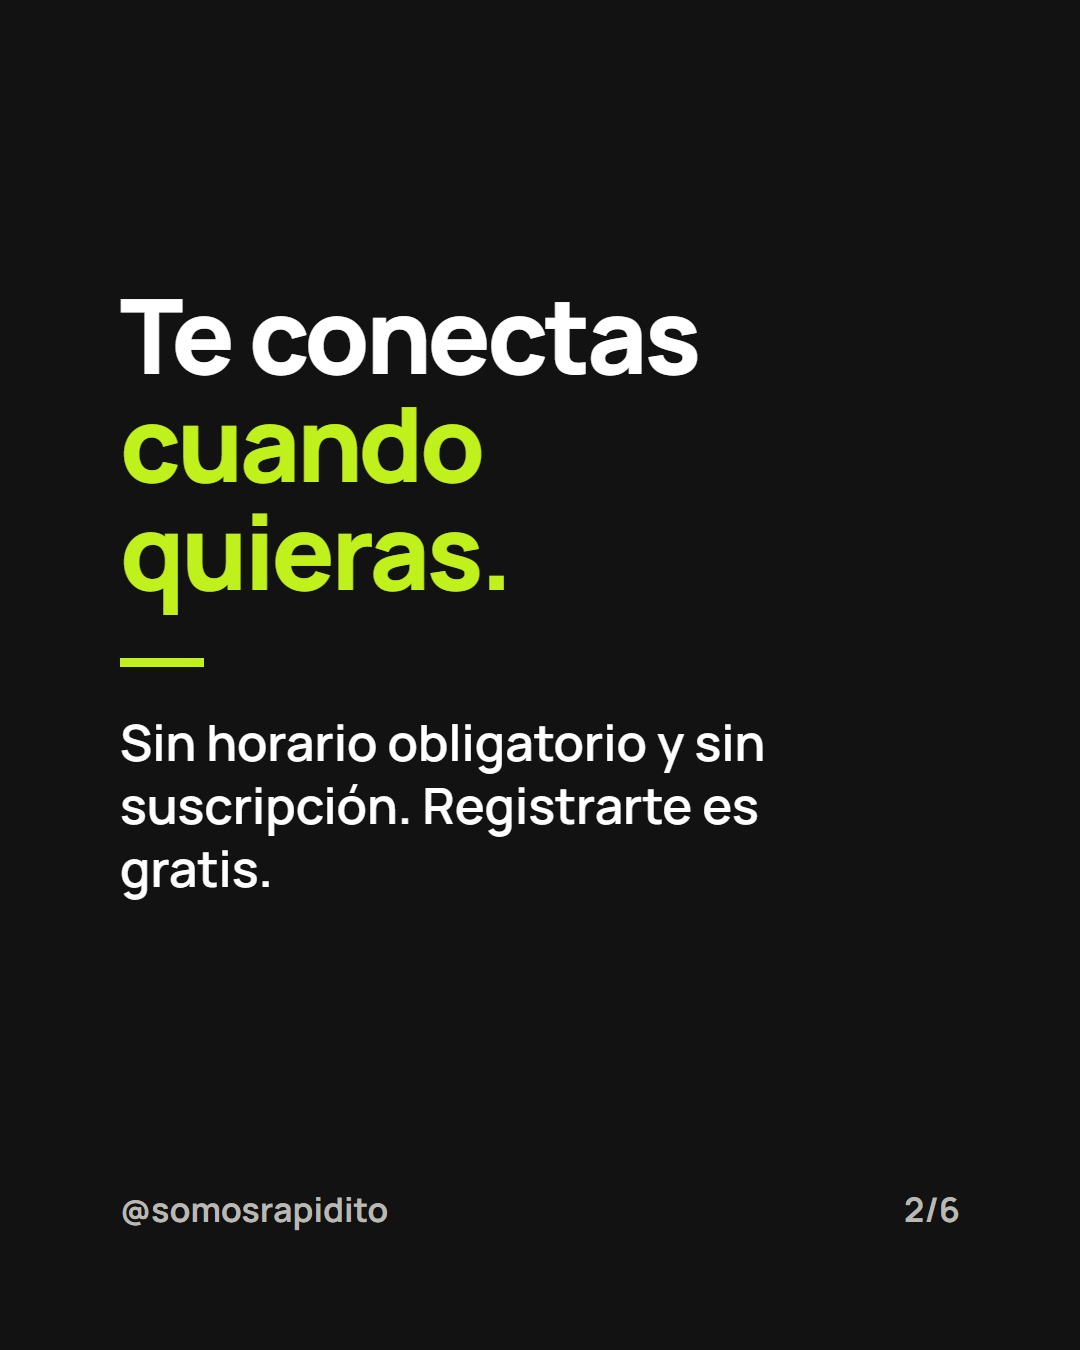 Te conectas
cuando
quieras.
Sin horario obligatorio y sin
suscripción. Registrarte es
gratis.
@somosrapidito
2/6